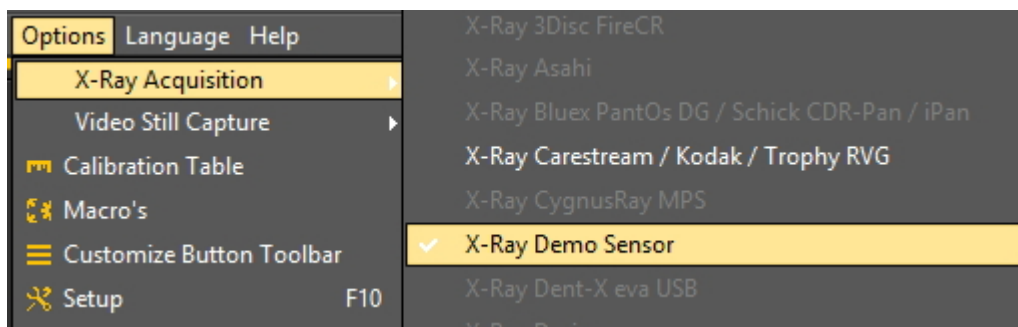 Options Language Help
X-Ray Acquisition
Video Still Capture
Calibration Table
Macro's
Customize Button Toolbar
Setup F10
X-Ray 3Disc FireCR
X-Ray Asahi
X-Ray Bluex PantOs DG / Schick CDR-Pan / iPan
X-Ray Carestream / Kodak / Trophy RVG
X-Ray CygnusRay MPS
X-Ray Demo Sensor
X-Ray Dent-X eva USB